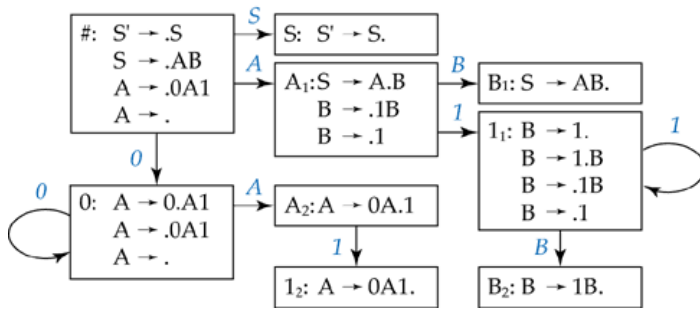 #: S' → .S
S → .AB
A → .0A1
A → .
S
S: S' → S.
A
A₁: S → A.B
B → .1B
B → .1
B
B₁: S → AB.
1
1₁: B → 1.
B → 1.B
B → .1B
B → .1
1
0
0
0: A → 0.A1
A → .0A1
A → .
A
A₂: A → 0A.1
1
1₂: A → 0A1.
B
B₂: B → 1B.